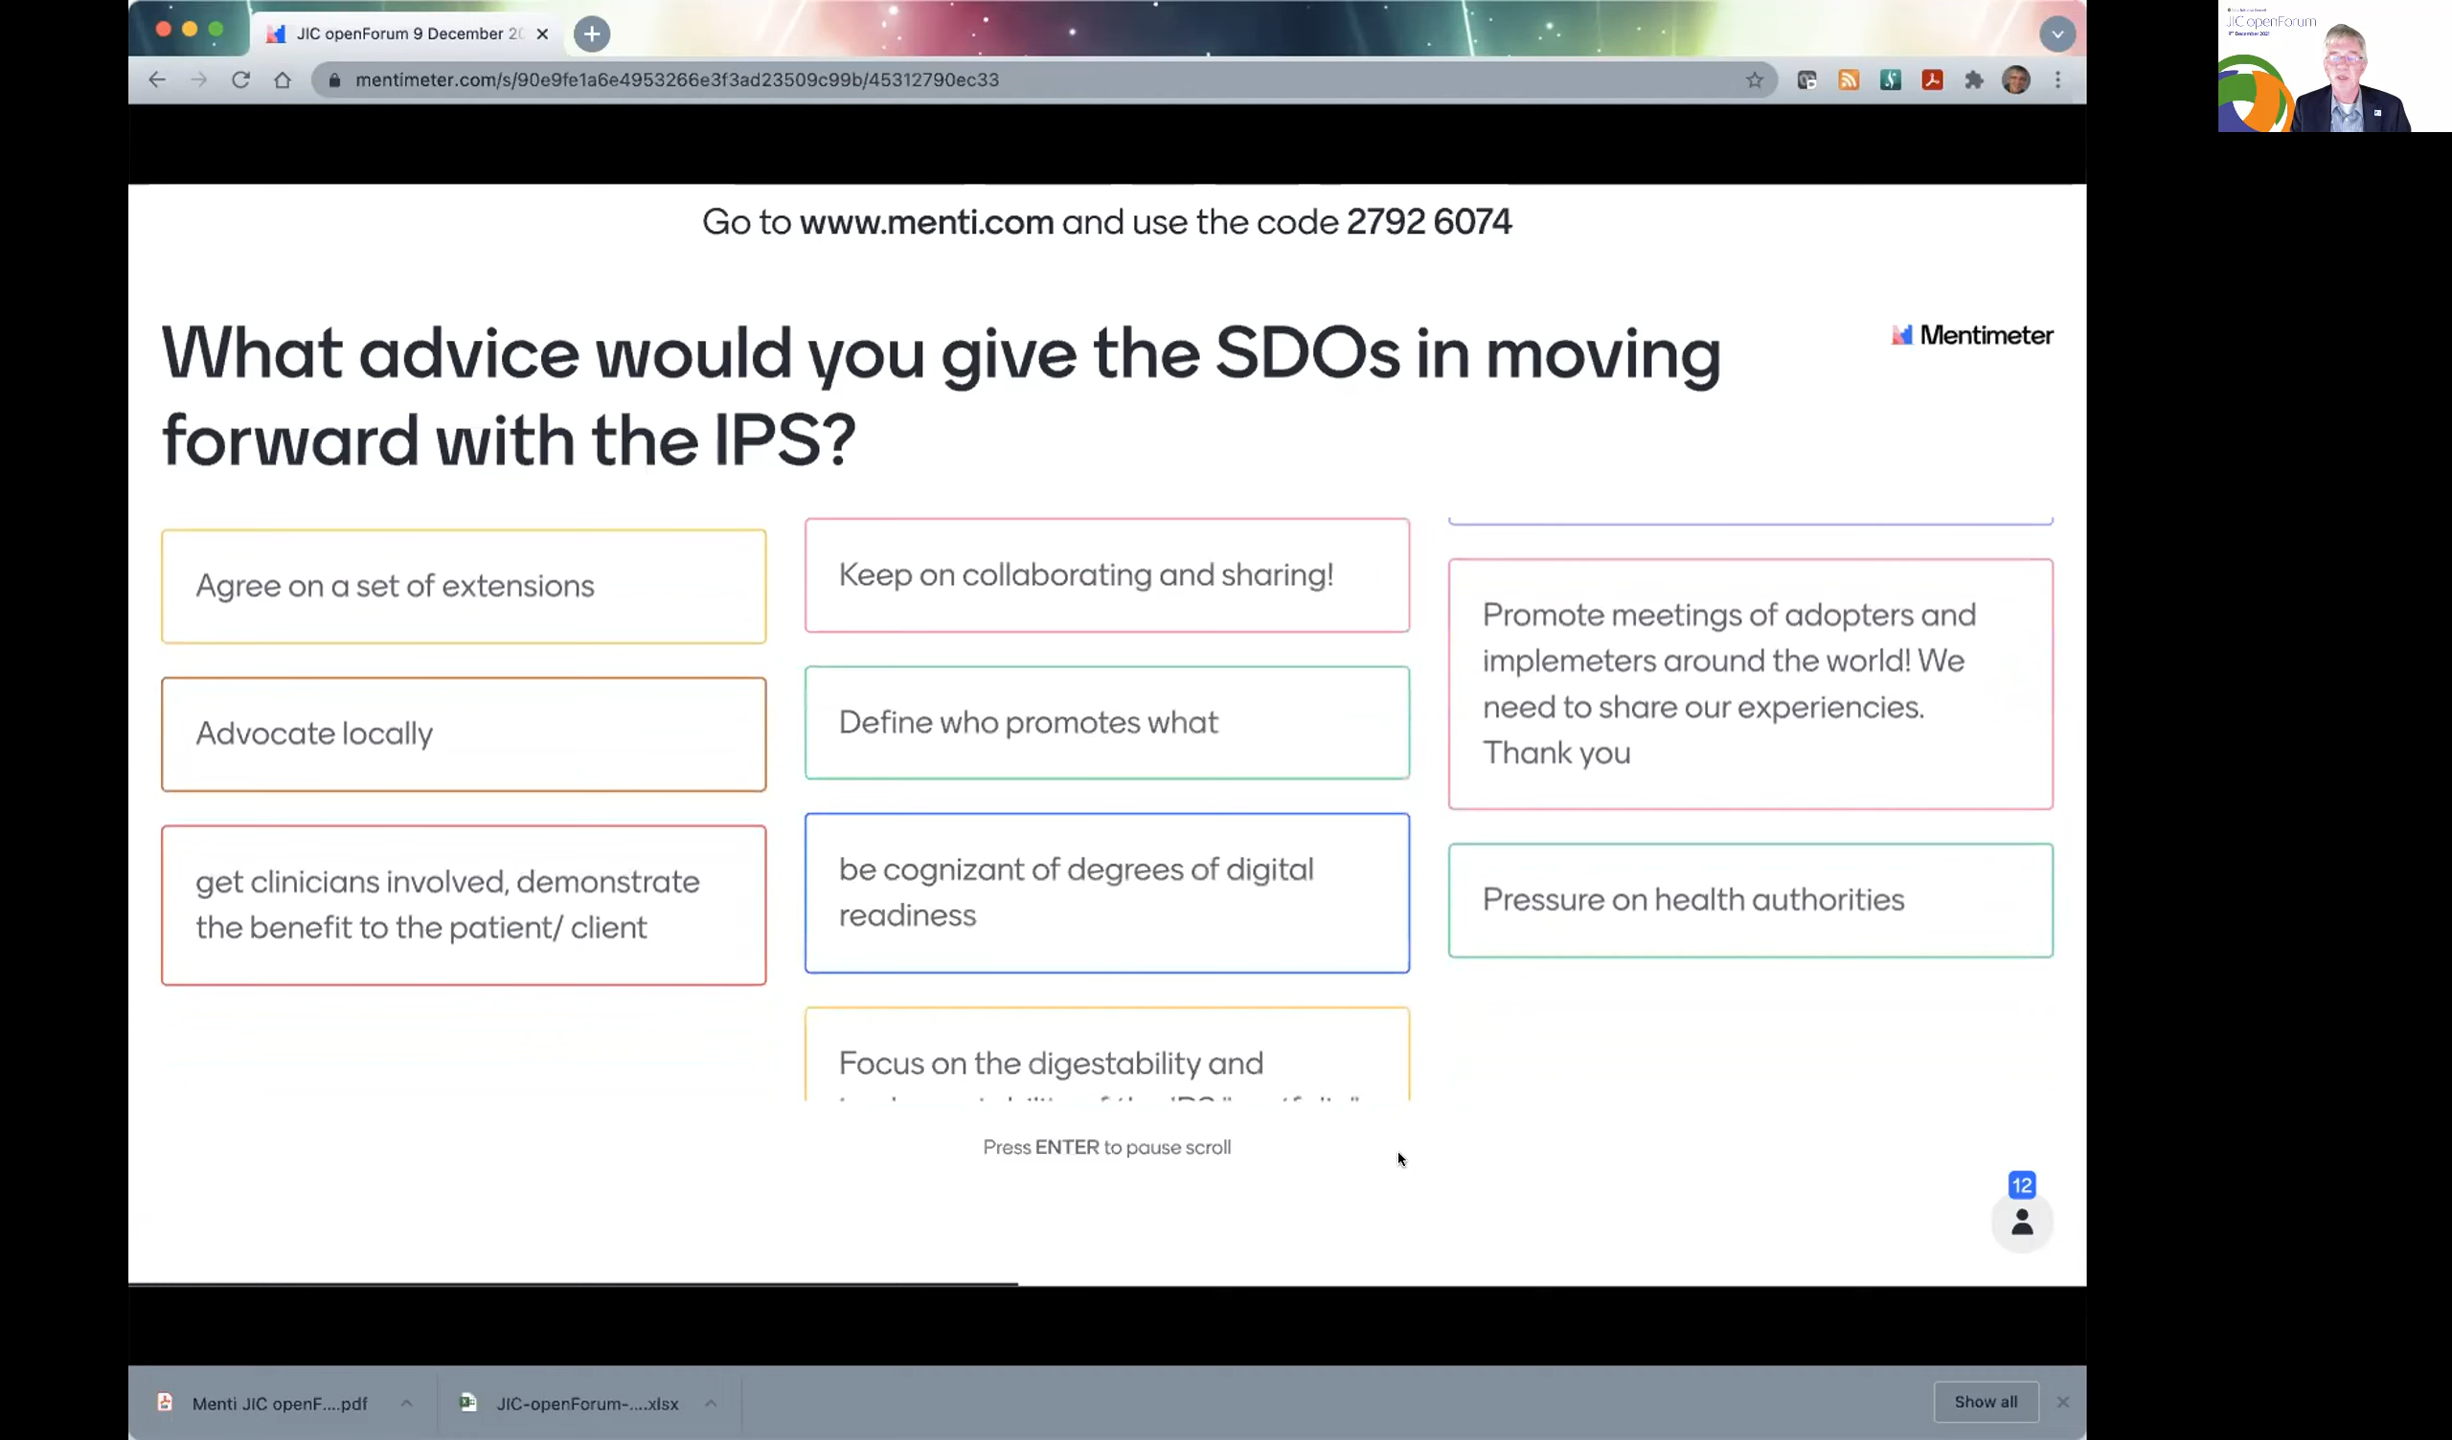 JIC openForum 9 December 20
mentimeter.com/s/90e9fe1a6e4953266e3f3ad23509c99b/45312790ec33
JIC openForum
Go to www.menti.com and use the code 2792 6074
What advice would you give the SDOs in moving
forward with the IPS?
Mentimeter
Agree on a set of extensions
Advocate locally
get clinicians involved, demonstrate
the benefit to the patient/ client
Keep on collaborating and sharing!
Define who promotes what
be cognizant of degrees of digital
readiness
Focus on the digestability and
Promote meetings of adopters and
implemeters around the world! We
need to share our experiencies.
Thank you
Pressure on health authorities
Press ENTER to pause scroll
12
Menti JIC openF....pdf
JIC-openForum-....xlsx
Show all